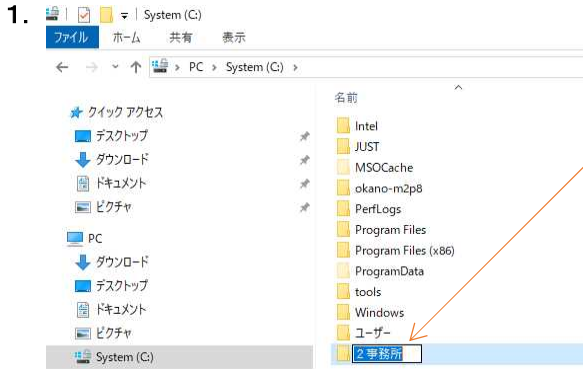 1.
System (C:)
ファイル ホーム 共有 表示
PC > System (C:) >
名前
クイック アクセス
デスクトップ
ダウンロード
ドキュメント
ピクチャ
PC
ダウンロード
デスクトップ
ドキュメント
ピクチャ
System (C:)
Intel
JUST
MSOCache
okano-m2p8
PerfLogs
Program Files
Program Files (x86)
ProgramData
tools
Windows
ユーザー
２事務所